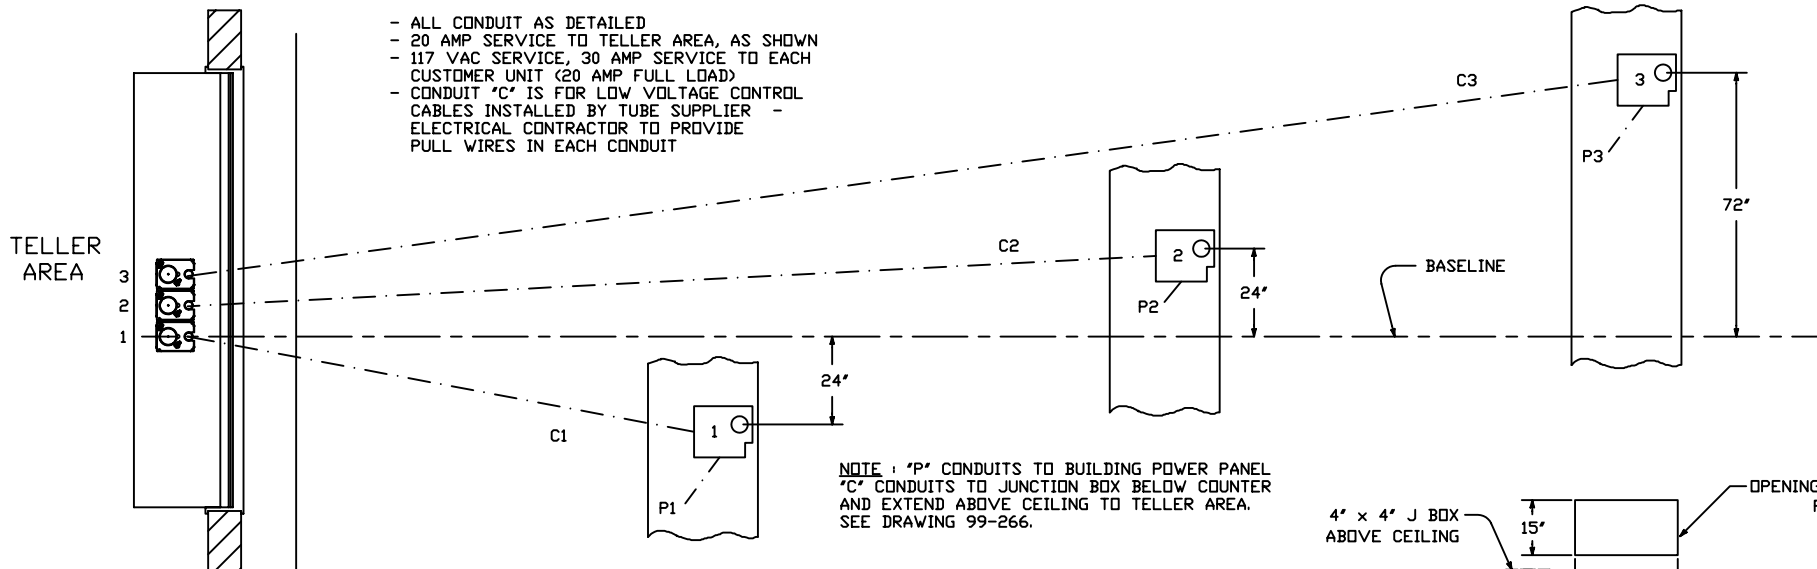 - ALL CONDUIT AS DETAILED
- 20 AMP SERVICE TO TELLER AREA, AS SHOWN
- 117 VAC SERVICE, 30 AMP SERVICE TO EACH
CUSTOMER UNIT (20 AMP FULL LOAD)
- CONDUIT "C" IS FOR LOW VOLTAGE CONTROL
CABLES INSTALLED BY TUBE SUPPLIER -
ELECTRICAL CONTRACTOR TO PROVIDE
PULL WIRES IN EACH CONDUIT
C3
3
P3
72"
TELLER
AREA
3
2
1
C2
2
P2
24"
BASELINE
24"
C1
1
P1
NOTE : "P" CONDUITS TO BUILDING POWER PANEL
"C" CONDUITS TO JUNCTION BOX BELOW COUNTER
AND EXTEND ABOVE CEILING TO TELLER AREA.
SEE DRAWING 99-266.
4" x 4" J BOX
ABOVE CEILING
15"
OPENING